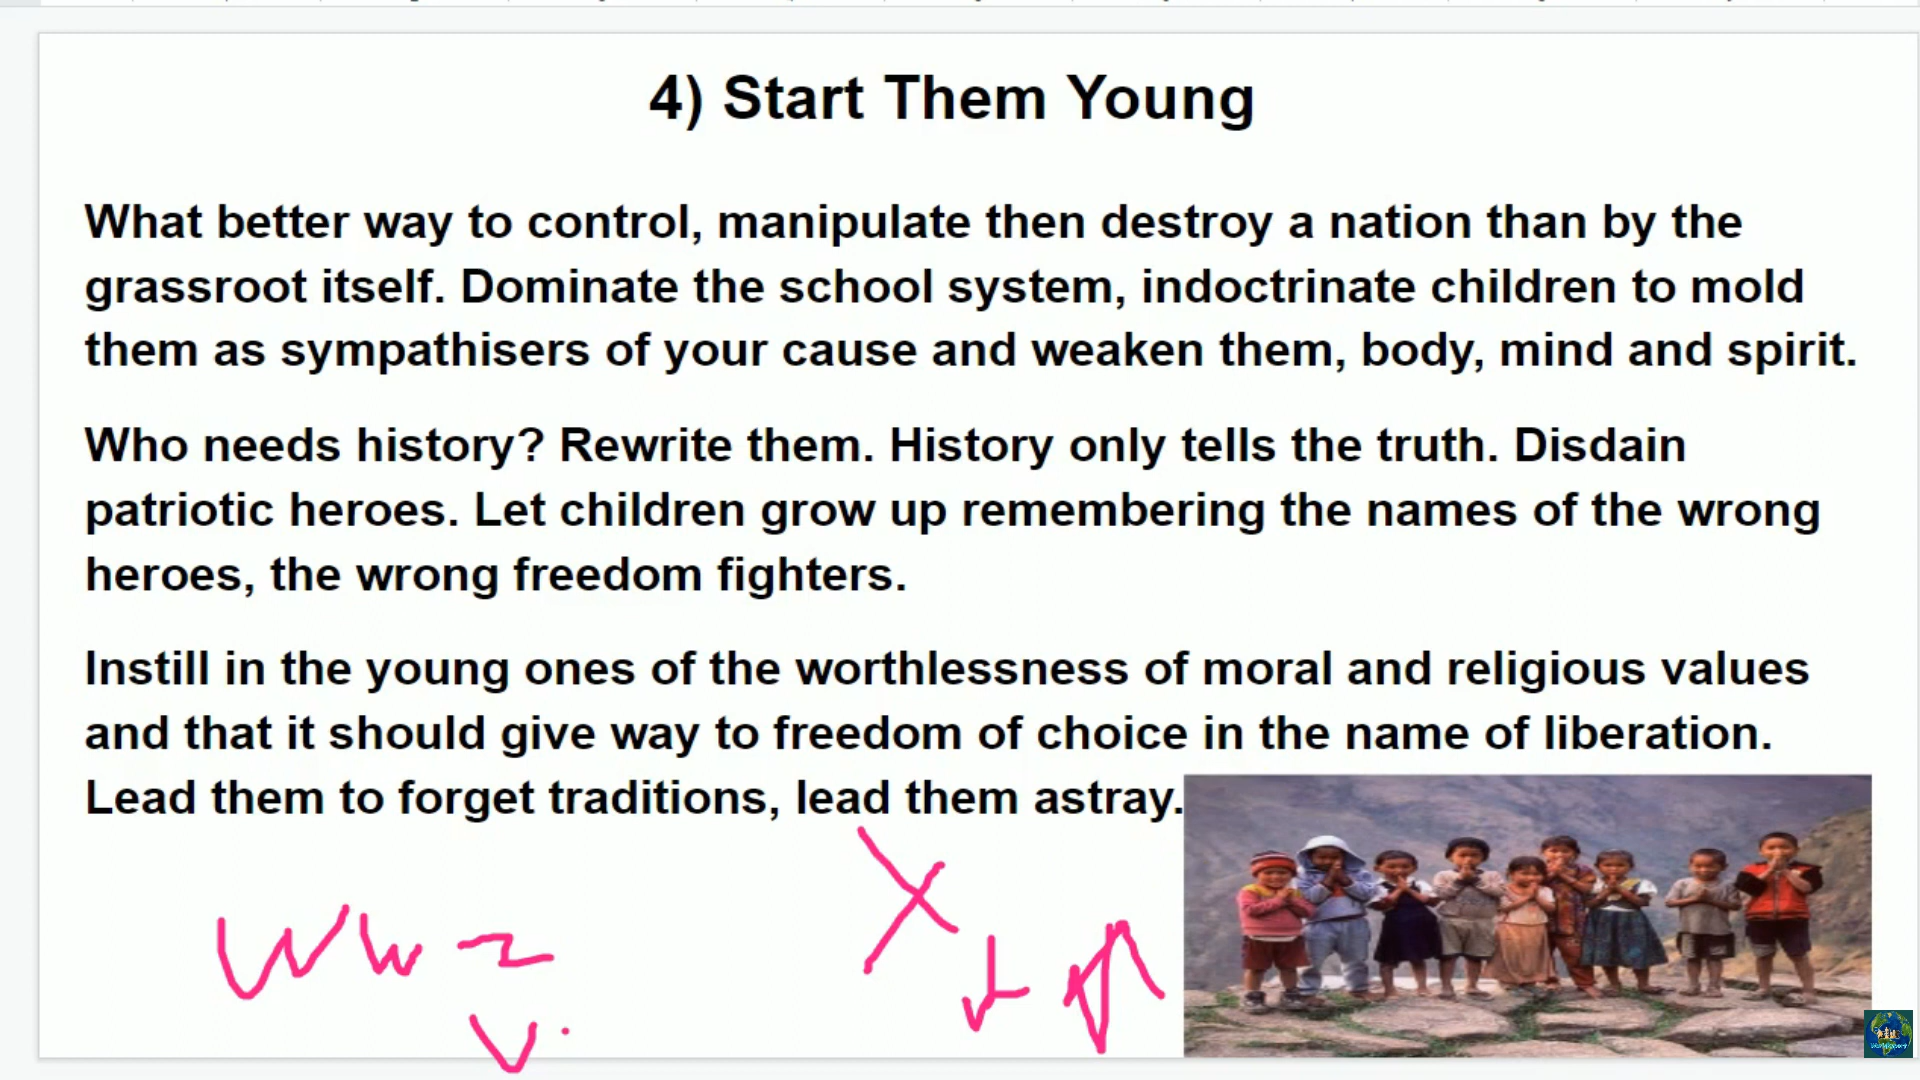 4) Start Them Young
What better way to control, manipulate then destroy a nation than by the
grassroot itself. Dominate the school system, indoctrinate children to mold
them as sympathisers of your cause and weaken them, body, mind and spirit.
Who needs history? Rewrite them. History only tells the truth. Disdain
patriotic heroes. Let children grow up remembering the names of the wrong
heroes, the wrong freedom fighters.
Instill in the young ones of the worthlessness of moral and religious values
and that it should give way to freedom of choice in the name of liberation.
Lead them to forget traditions, lead them astray.